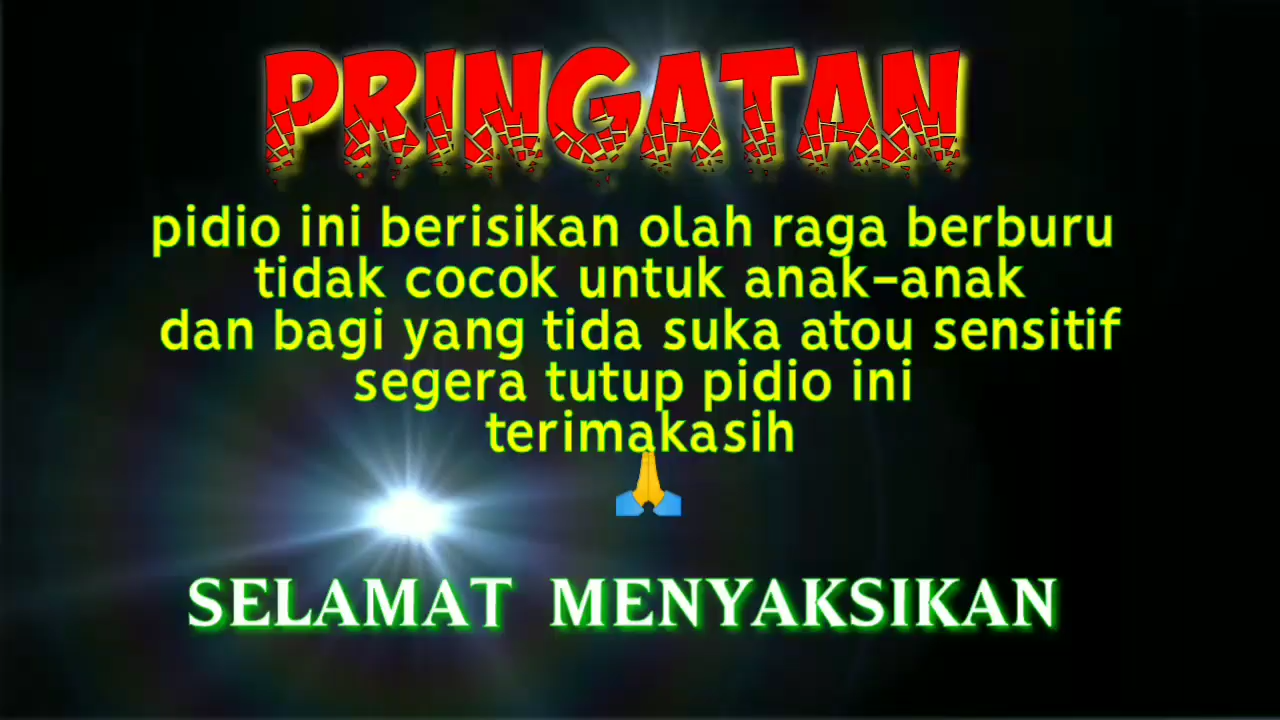 PRINGATAN
pidio ini berisikan olah raga berburu
tidak cocok untuk anak-anak
dan bagi yang tida suka atou sensitif
segera tutup pidio ini
terimakasih
🙏
SELAMAT MENYAKSIKAN